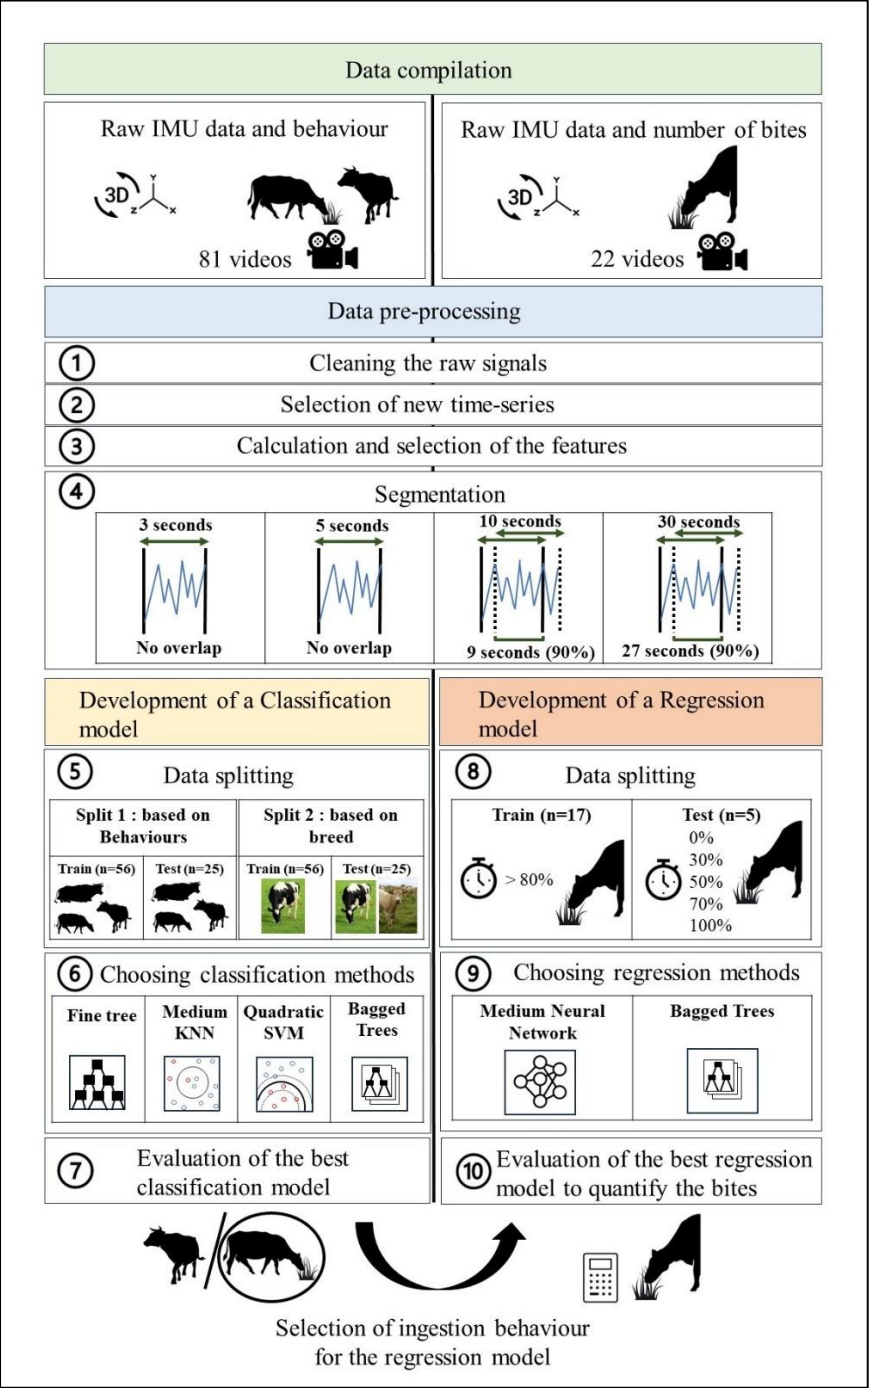 Data compilation
Raw IMU data and behaviour
3D
Y
Z
X
81 videos
Raw IMU data and number of bites
3D
Y
Z
X
22 videos
Data pre-processing
1
Cleaning the raw signals
2
Selection of new time-series
3
Calculation and selection of the features
4
Segmentation
3 seconds
No overlap
5 seconds
No overlap
10 seconds
9 seconds (90%)
30 seconds
27 seconds (90%)
Development of a Classification
model
5
Data splitting
Split 1 : based on
Behaviours
Train (n=56)
Test (n=25)
Split 2 : based on
breed
Train (n=56)
Test (n=25)
6
Choosing classification methods
Fine tree
Medium
KNN
Quadratic
SVM
Bagged
Trees
7
Evaluation of the best
classification model
Development of a Regression
model
8
Data splitting
Train (n=17)
> 80%
Test (n=5)
0%
30%
50%
70%
100%
9
Choosing regression methods
Medium Neural
Network
Bagged Trees
10
Evaluation of the best regression
model to quantify the bites
Selection of ingestion behaviour
for the regression model